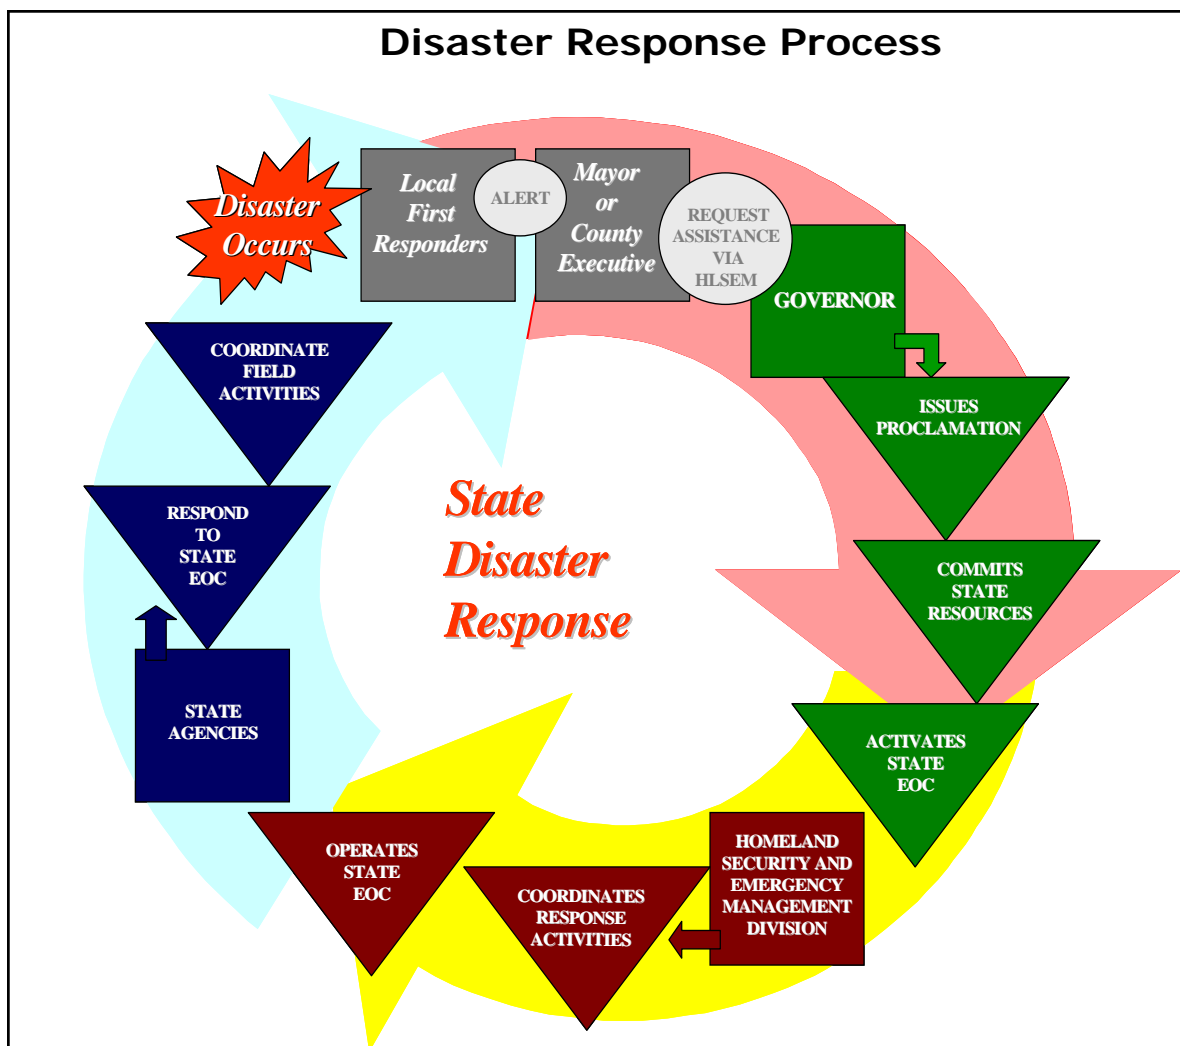 Disaster Response Process
Disaster
Occurs
Local
First
Responders
ALERT
Mayor
or
County
Executive
REQUEST
ASSISTANCE
VIA
HLSEM
GOVERNOR
ISSUES
PROCLAMATION
COMMITS
STATE
RESOURCES
ACTIVATES
STATE
EOC
HOMELAND
SECURITY AND
EMERGENCY
MANAGEMENT
DIVISION
COORDINATES
RESPONSE
ACTIVITIES
OPERATES
STATE
EOC
STATE
AGENCIES
RESPOND
TO
STATE
EOC
COORDINATE
FIELD
ACTIVITIES
State
Disaster
Response